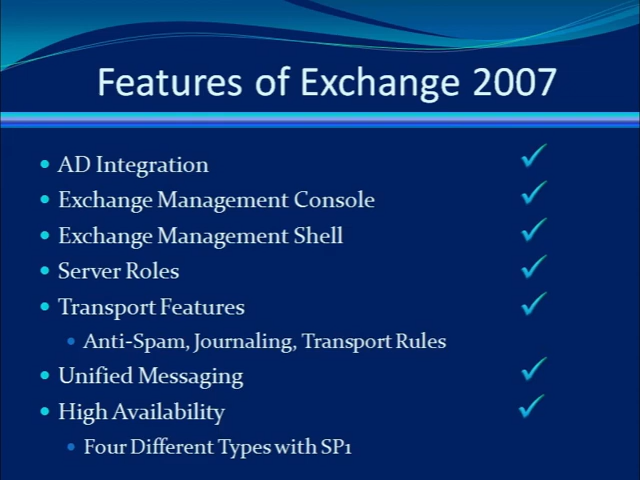 Features of Exchange 2007
AD Integration
Exchange Management Console
Exchange Management Shell
Server Roles
Transport Features
Anti-Spam, Journaling, Transport Rules
Unified Messaging
High Availability
Four Different Types with SP1